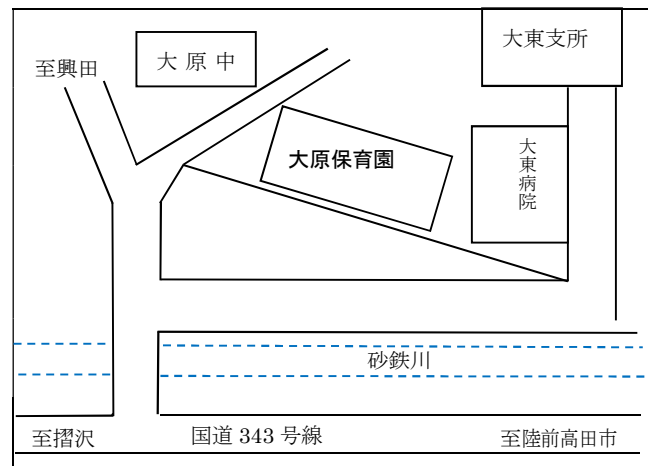 大東支所
大 原 中
至興田
大原保育園
大東病院
砂鉄川
至摺沢
国道 343 号線
至陸前高田市